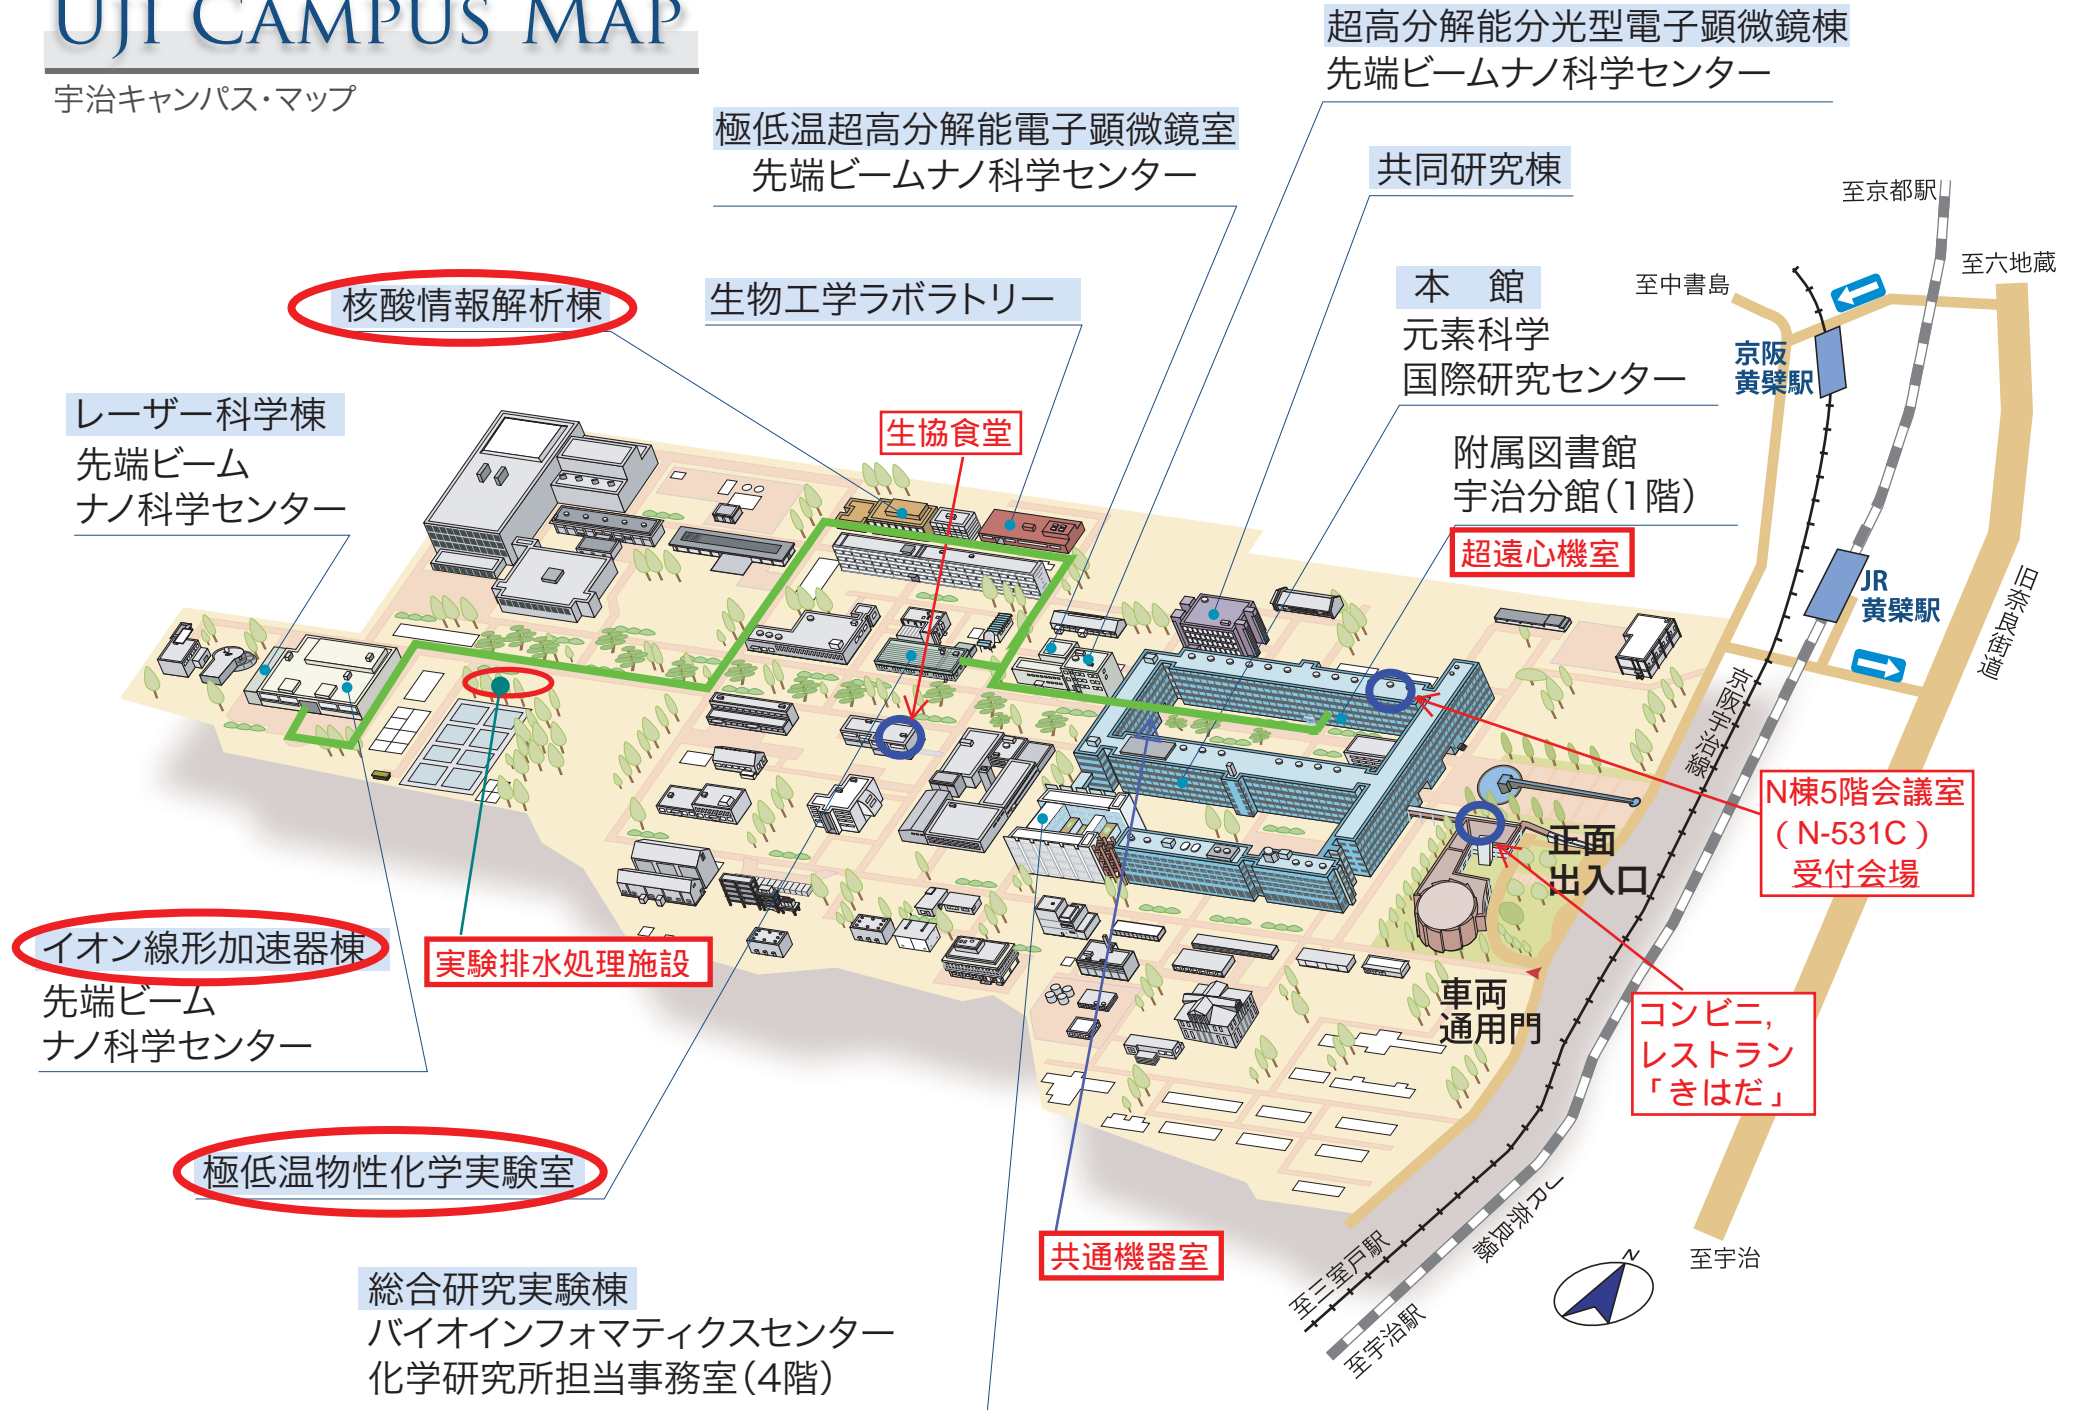 UJI CAMPUS MAP
宇治キャンパス・マップ
超高分解能分光型電子顕微鏡棟
先端ビームナノ科学センター
極低温超高分解能電子顕微鏡室
先端ビームナノ科学センター
共同研究棟
至京都駅
至六地蔵
至中書島
本　館
元素科学
国際研究センター
京阪
黄檗駅
核酸情報解析棟
生物工学ラボラトリー
レーザー科学棟
先端ビーム
ナノ科学センター
生協食堂
附属図書館
宇治分館（1階）
超遠心機室
JR
黄檗駅
旧奈良街道
京阪宇治線
N棟5階会議室
（N-531C）
受付会場
正面
出入口
イオン線形加速器棟
先端ビーム
ナノ科学センター
実験排水処理施設
車両
通用門
コンビニ,
レストラン
「きはだ」
極低温物性化学実験室
共通機器室
JR奈良線
至三室戸駅
至宇治駅
N
至宇治
総合研究実験棟
バイオインフォマティクスセンター
化学研究所担当事務室（4階）